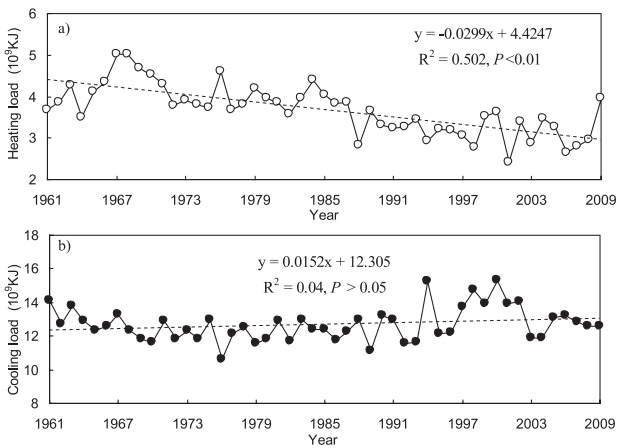 a)
y = -0.0299x + 4.4247
R² = 0.502, P<0.01
Heating load (10⁹KJ)
6
5
4
3
2
1961 1967 1973 1979 1985 1991 1997 2003 2009
Year
b)
y = 0.0152x + 12.305
R² = 0.04, P > 0.05
Cooling load (10⁹KJ)
18
16
14
12
10
8
1961 1967 1973 1979 1985 1991 1997 2003 2009
Year